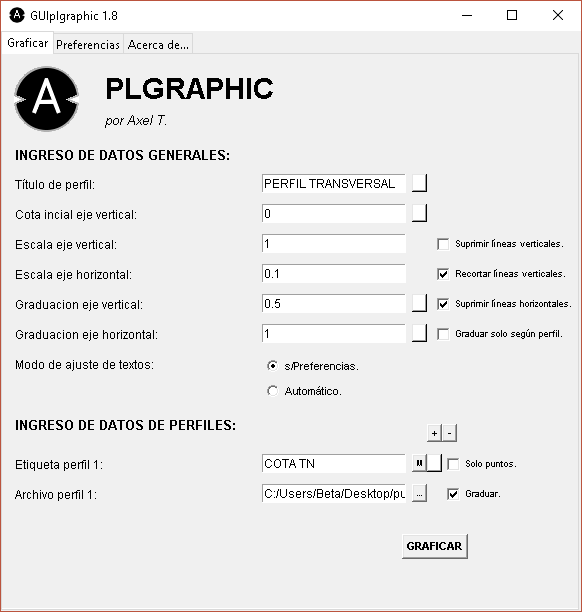 GUIplgraphic 1.8
Graficar Preferencias Acerca de...
A
PLGRAPHIC
por Axel T.
INGRESO DE DATOS GENERALES:
Título de perfil: PERFIL TRANSVERSAL
Cota incial eje vertical: 0
Escala eje vertical: 1 Suprimir líneas verticales.
Escala eje horizontal: 0.1 Recortar líneas verticales.
Graduacion eje vertical: 0.5 Suprimir líneas horizontales.
Graduacion eje horizontal: 1 Graduar solo según perfil.
Modo de ajuste de textos: s/Preferencias.
Automático.
INGRESO DE DATOS DE PERFILES:
+ -
Etiqueta perfil 1: COTA TN Solo puntos.
Archivo perfil 1: C:/Users/Beta/Desktop/pu ... Graduar.
GRAFICAR